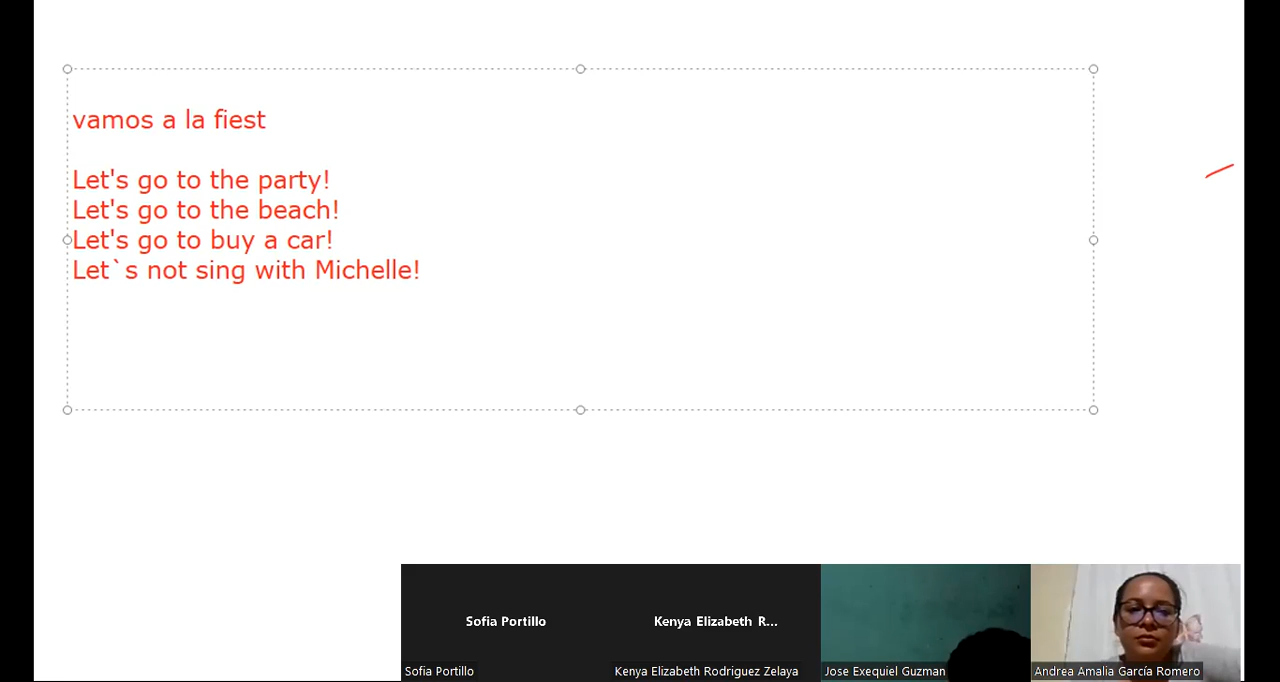 vamos a la fiest
Let's go to the party!
Let's go to the beach!
Let's go to buy a car!
Let`s not sing with Michelle!
Sofia Portillo
Kenya Elizabeth R...
Sofia Portillo
Kenya Elizabeth Rodriguez Zelaya
Jose Exequiel Guzman
Andrea Amalia García Romero